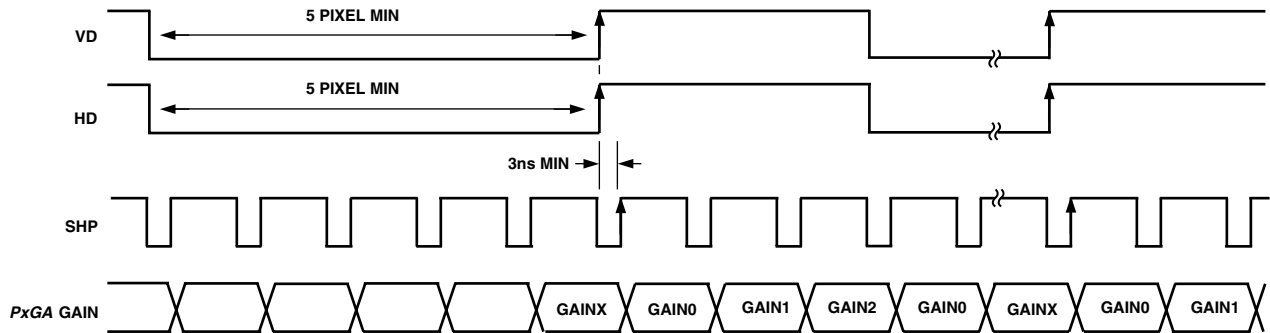 5 PIXEL MIN
VD
5 PIXEL MIN
HD
3ns MIN
SHP
PxGA GAIN
GAINX
GAIN0
GAIN1
GAIN2
GAIN0
GAINX
GAIN0
GAIN1